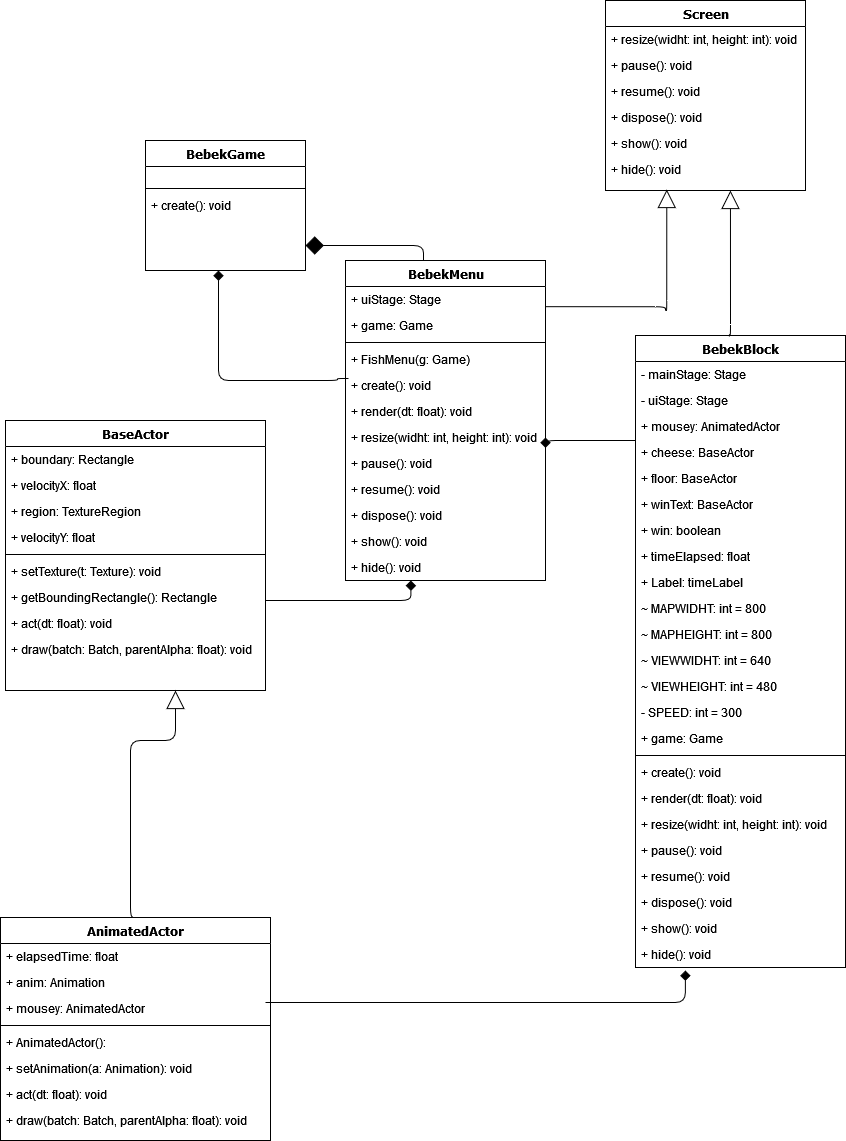 Screen
+ resize(widht: int, height: int): void
+ pause(): void
+ resume(): void
+ dispose(): void
+ show(): void
+ hide(): void
BebekGame
+ create(): void
BebekMenu
+ uiStage: Stage
+ game: Game
+ FishMenu(g: Game)
+ create(): void
+ render(dt: float): void
+ resize(widht: int, height: int): void
+ pause(): void
+ resume(): void
+ dispose(): void
+ show(): void
+ hide(): void
BebekBlock
- mainStage: Stage
- uiStage: Stage
+ mousey: AnimatedActor
+ cheese: BaseActor
+ floor: BaseActor
+ winText: BaseActor
+ win: boolean
+ timeElapsed: float
+ Label: timeLabel
~ MAPWIDHT: int = 800
~ MAPHEIGHT: int = 800
~ VIEWWIDHT: int = 640
~ VIEWHEIGHT: int = 480
- SPEED: int = 300
+ game: Game
+ create(): void
+ render(dt: float): void
+ resize(widht: int, height: int): void
+ pause(): void
+ resume(): void
+ dispose(): void
+ show(): void
+ hide(): void
BaseActor
+ boundary: Rectangle
+ velocityX: float
+ region: TextureRegion
+ velocityY: float
+ setTexture(t: Texture): void
+ getBoundingRectangle(): Rectangle
+ act(dt: float): void
+ draw(batch: Batch, parentAlpha: float): void
AnimatedActor
+ elapsedTime: float
+ anim: Animation
+ mousey: AnimatedActor
+ AnimatedActor():
+ setAnimation(a: Animation): void
+ act(dt: float): void
+ draw(batch: Batch, parentAlpha: float): void